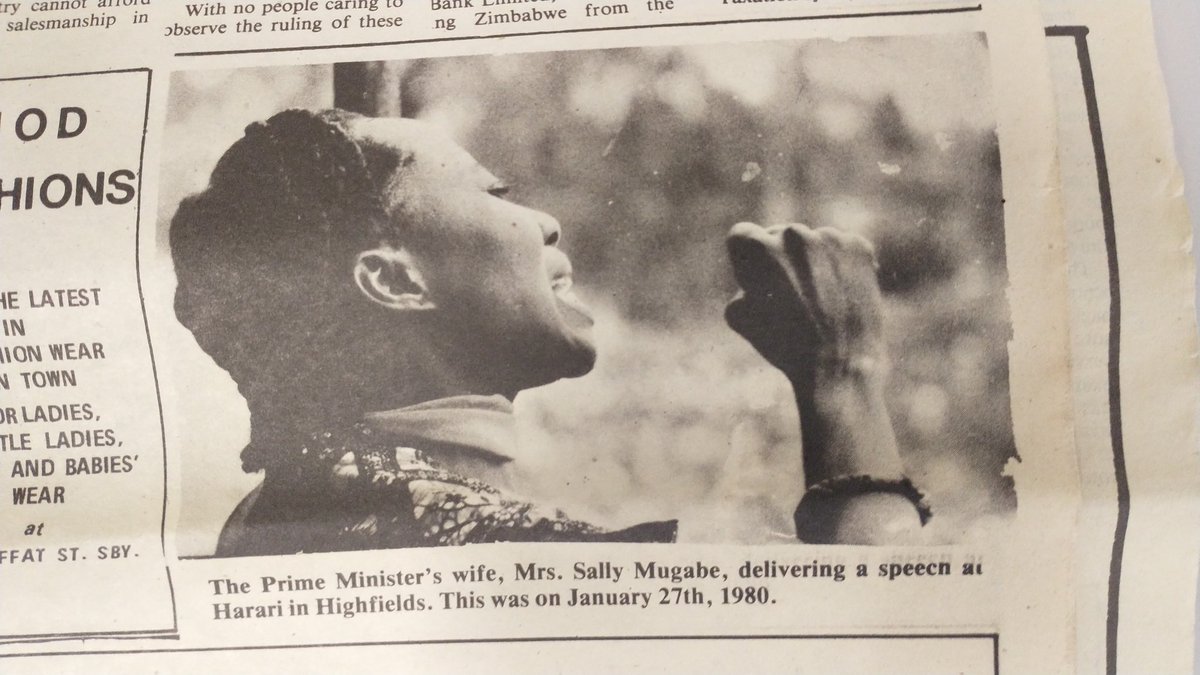 try cannot afford
salesmanship in
With no people caring to
observe the ruling of these
Bank Limited,
ng Zimbabwe from the
OD
HIONS
HE LATEST
IN
HION WEAR
N TOWN
OR LADIES,
TLE LADIES,
AND BABIES'
WEAR
at
FFAT ST. SBY.
The Prime Minister's wife, Mrs. Sally Mugabe, delivering a speech at
Harari in Highfields. This was on January 27th, 1980.